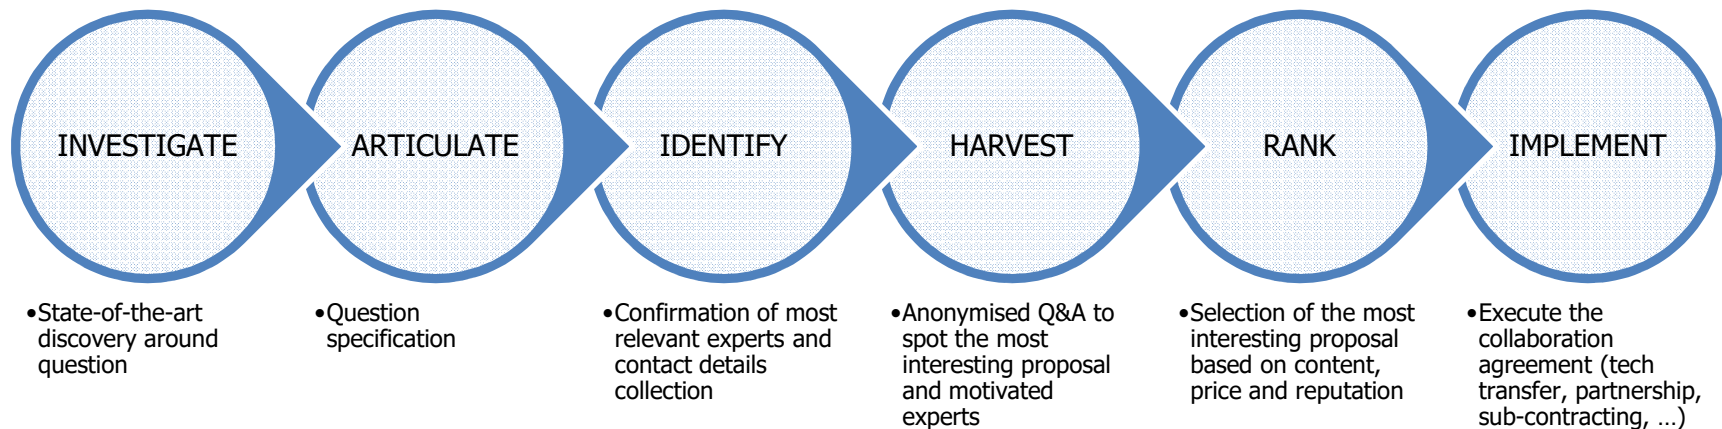 INVESTIGATE
ARTICULATE
IDENTIFY
HARVEST
RANK
IMPLEMENT
•State-of-the-art
discovery around
question
•Question
specification
•Confirmation of most
relevant experts and
contact details
collection
•Anonymised Q&A to
spot the most
interesting proposal
and motivated
experts
•Selection of the most
interesting proposal
based on content,
price and reputation
•Execute the
collaboration
agreement (tech
transfer, partnership,
sub-contracting, …)